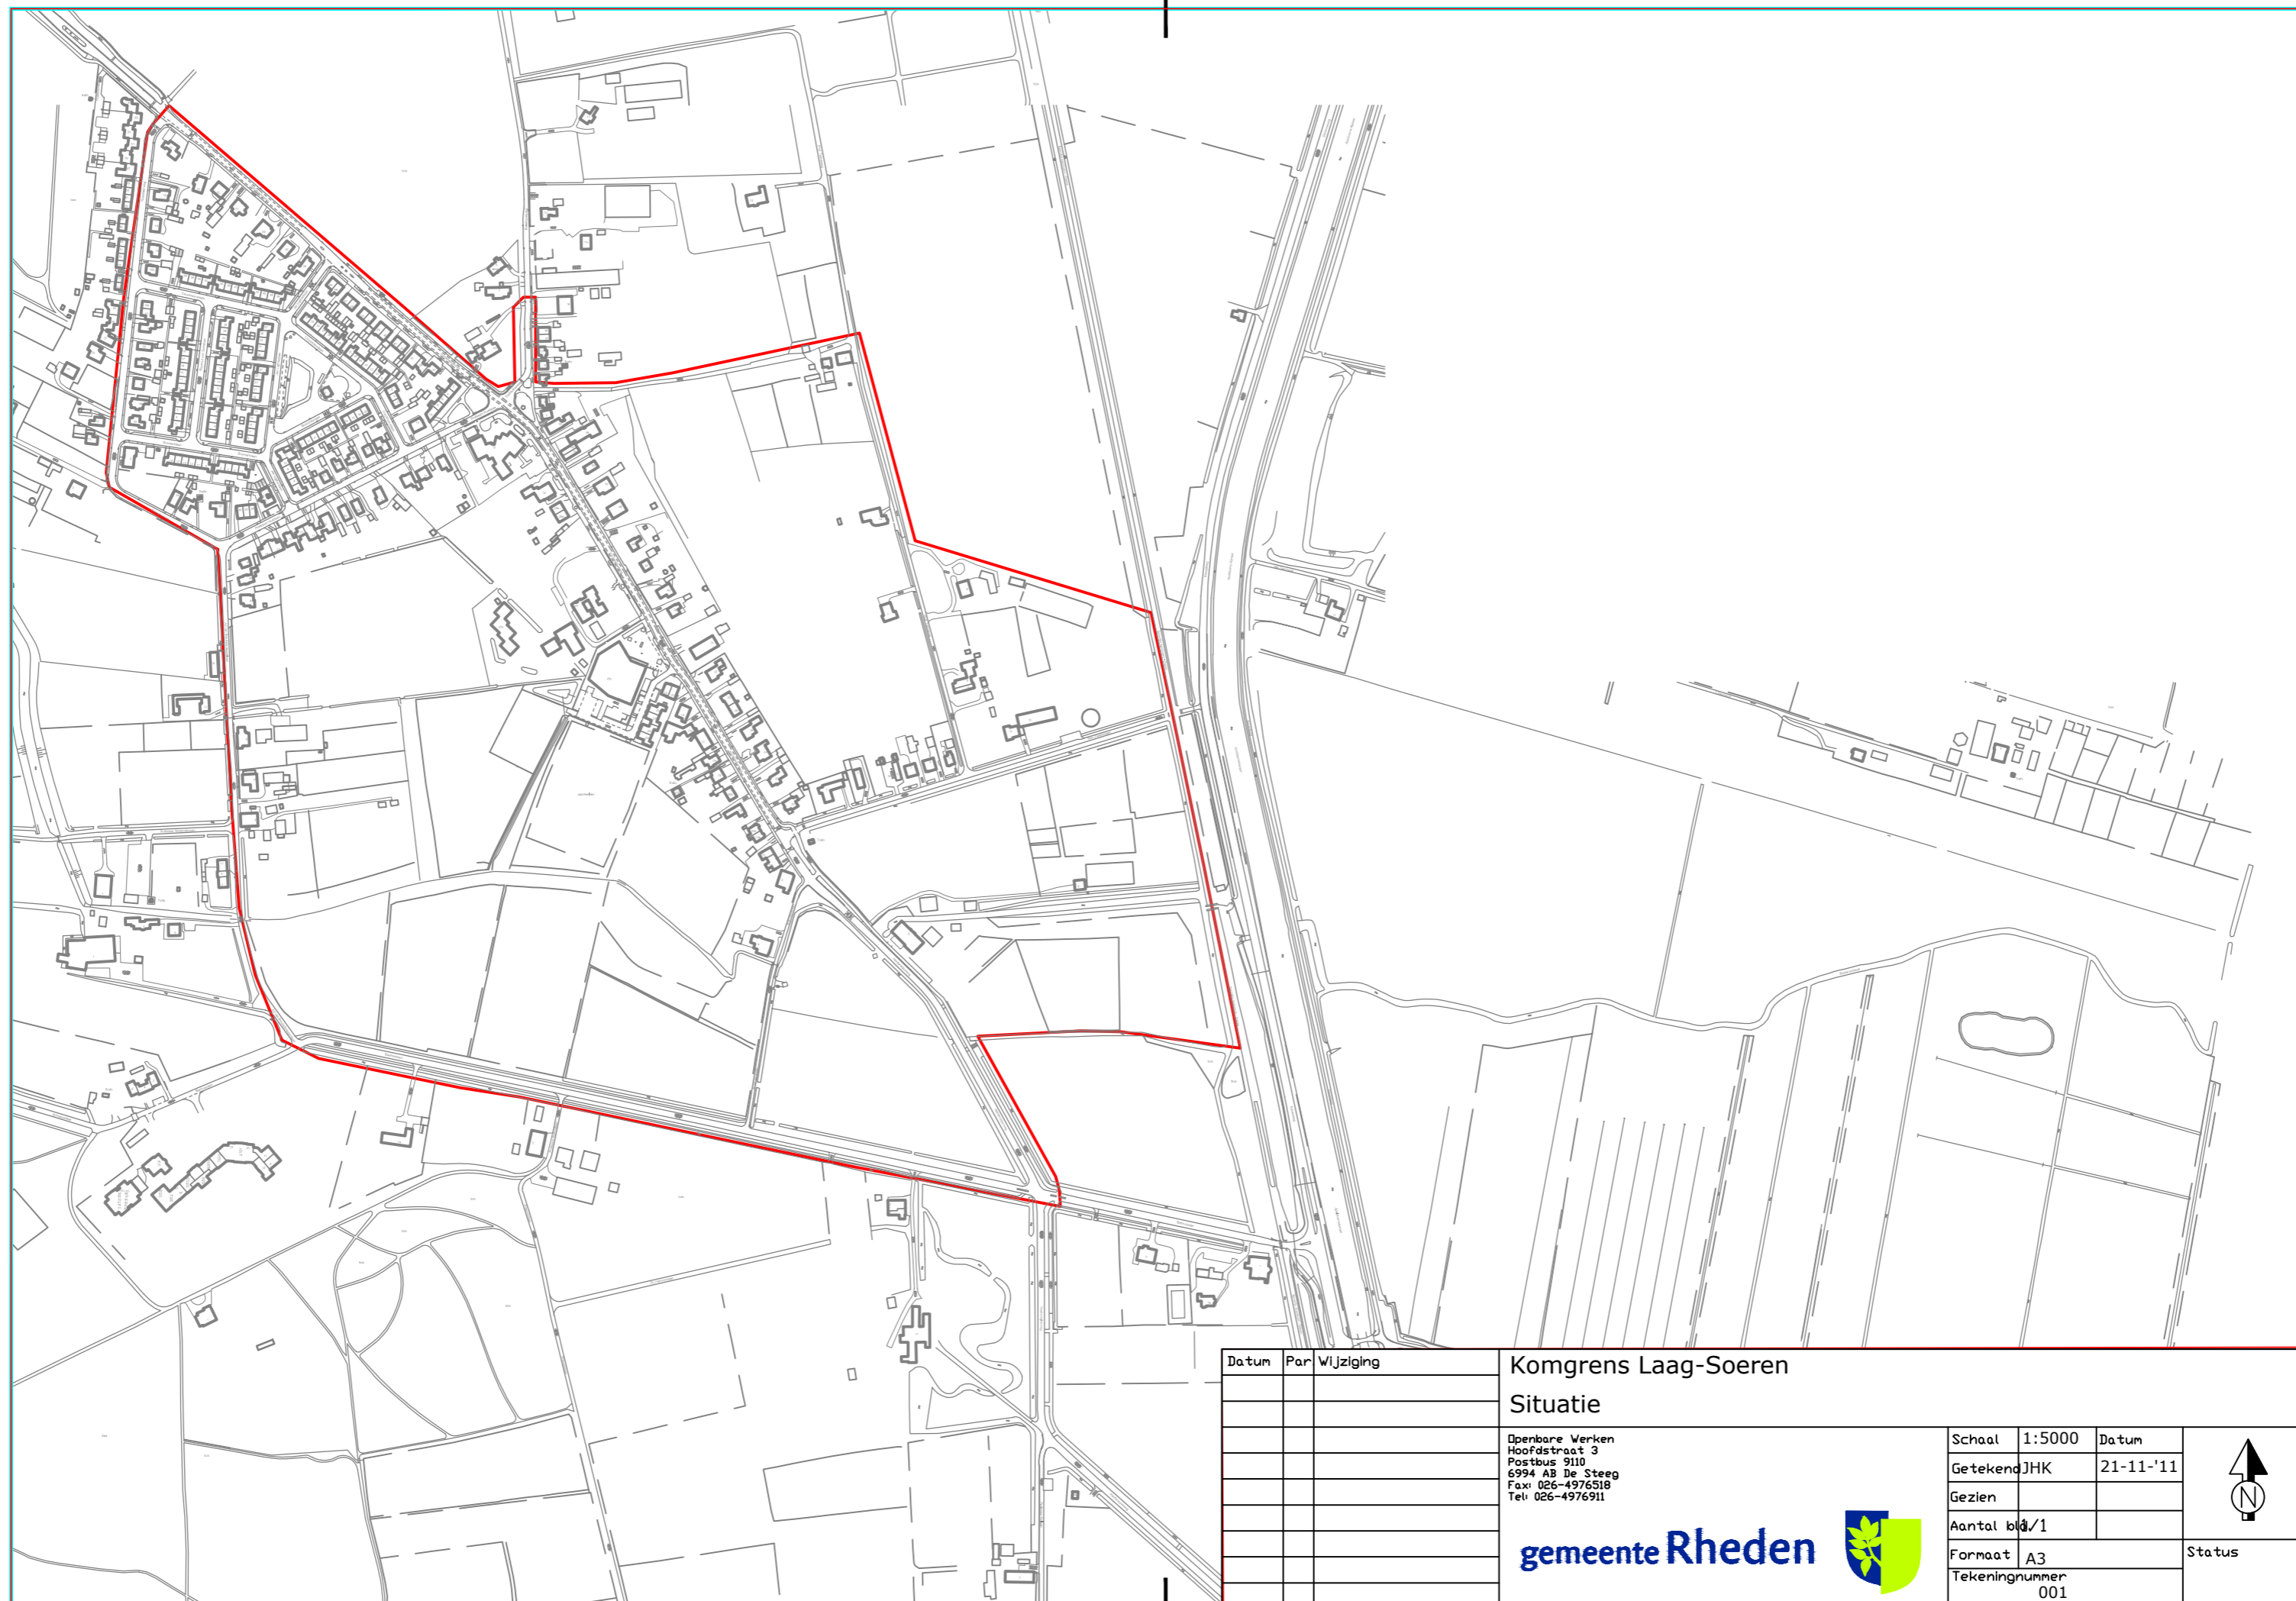 Datum Par Wijziging
Komgrens Laag-Soeren
Situatie
Openbare Werken
Hoofdstraat 3
Postbus 9110
6994 AB De Steeg
Fax: 026-4976518
Tel: 026-4976911
gemeente Rheden
Schaal 1:5000 Datum
Getekend JHK 21-11-'11
Gezien
Aantal bld. 1/1
Formaat A3
Status
Tekeningnummer
001
N